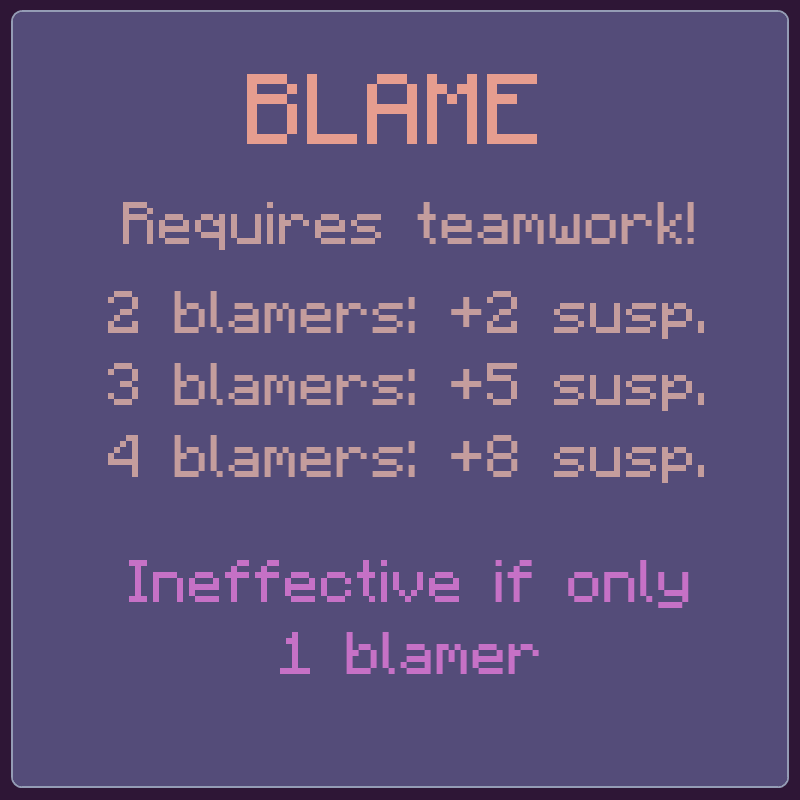 BLAME
Requires teamwork!
2 blamers: +2 susp.
3 blamers: +5 susp.
4 blamers: +8 susp.
Ineffective if only
1 blamer